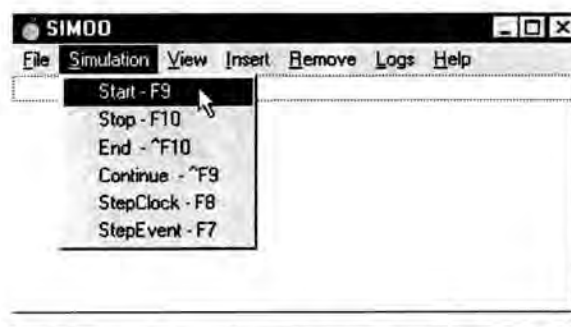 SIMOO
File Simulation View Insert Remove Logs Help
Start - F9
Stop - F10
End - ^F10
Continue - ^F9
StepClock - F8
StepEvent - F7